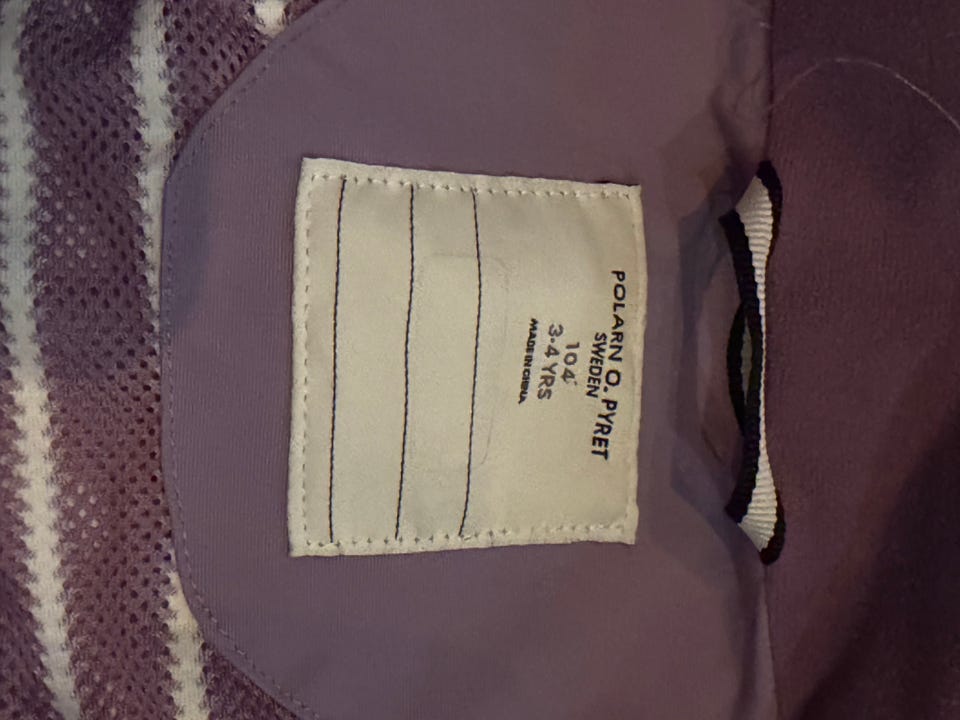 POLARN O. PYRET
SWEDEN
104
3-4 YRS
MADE IN CHINA